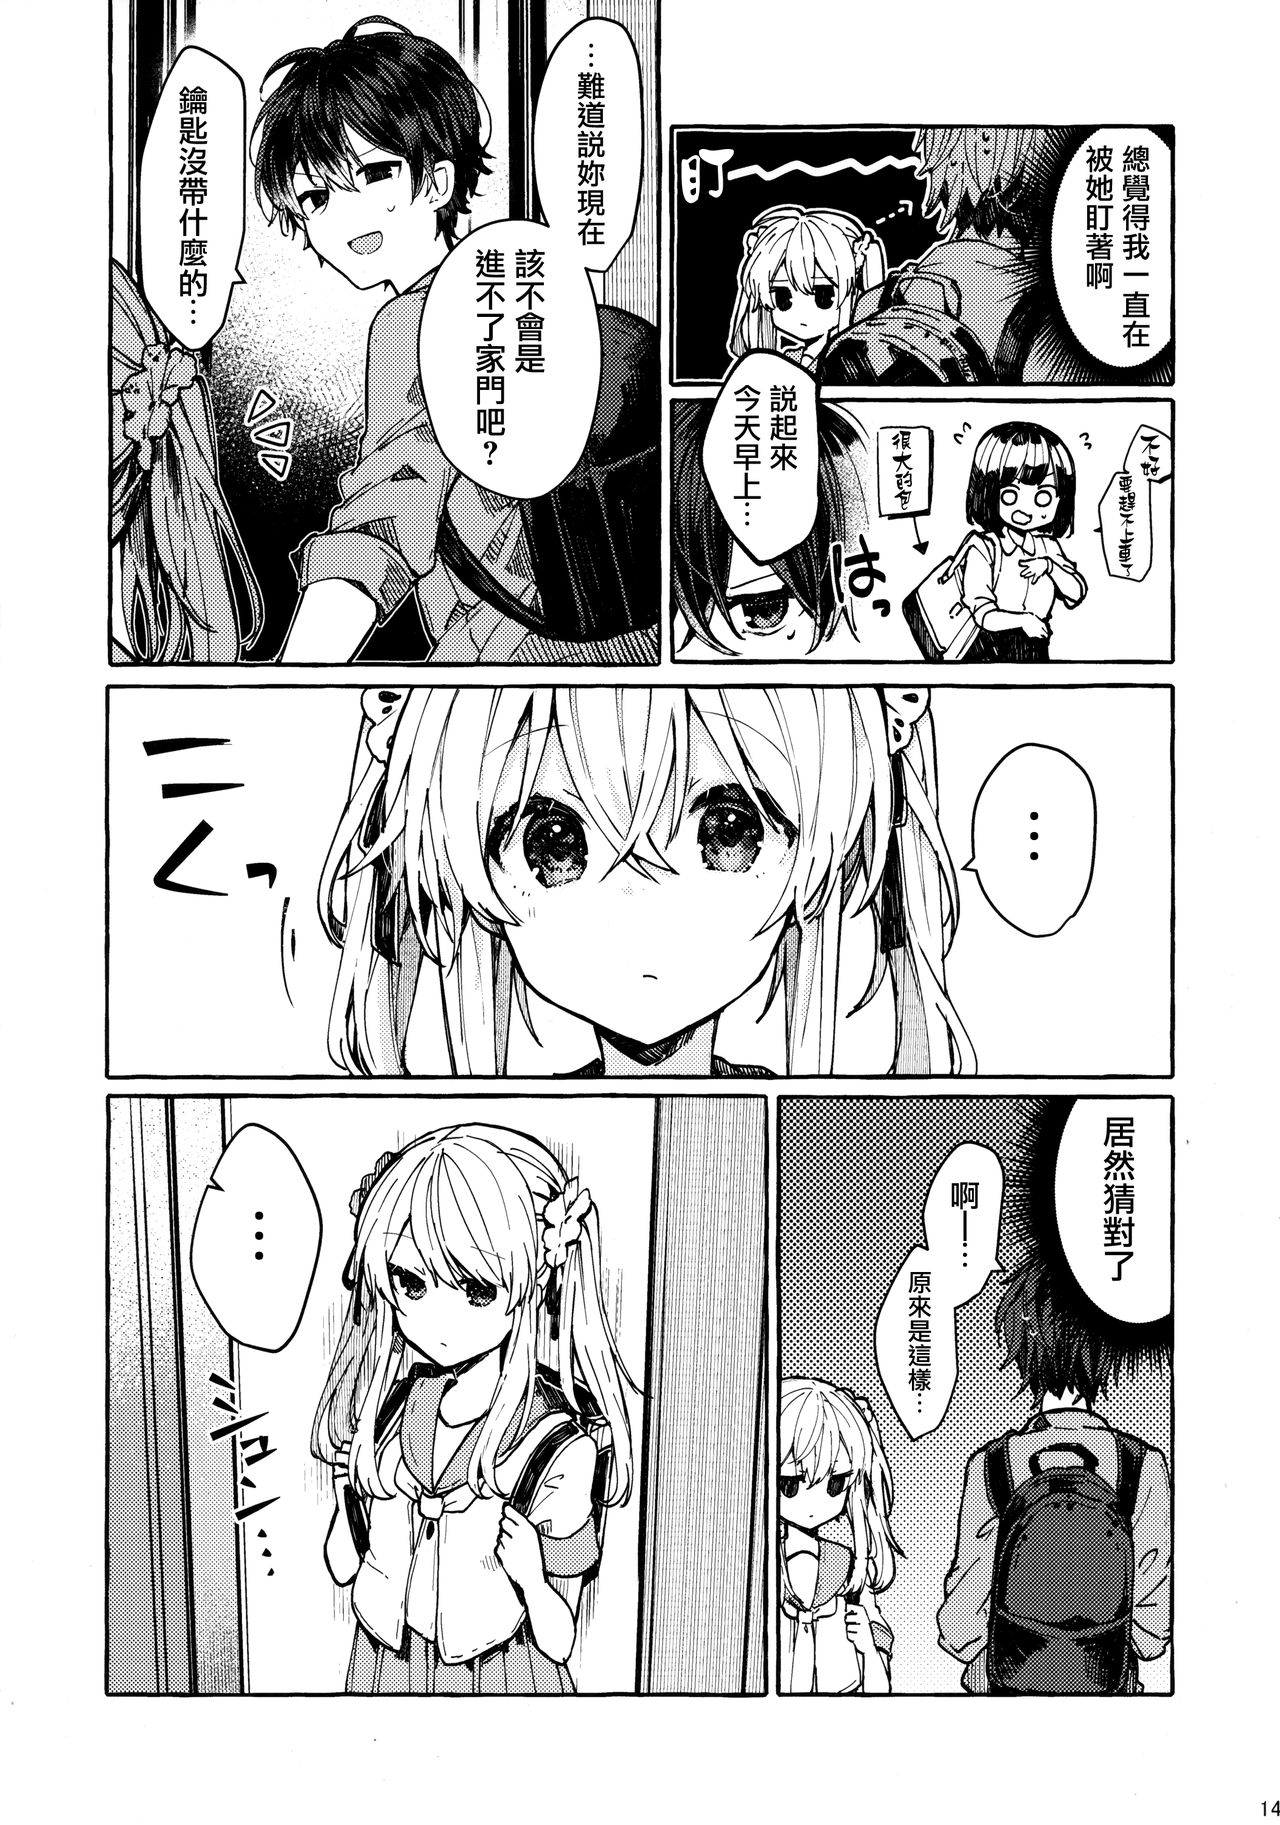 總覺得我一直在
被她盯著啊
盯
不好
要趕不上車了
很大的包
說起來
今天早上…
はっ
…難道說妳現在
該不會是
進不了家門吧？
鑰匙沒帶什麼的…
…
こくっ
居然猜對了
啊ー…
原來是這樣…
…
シュン…
14